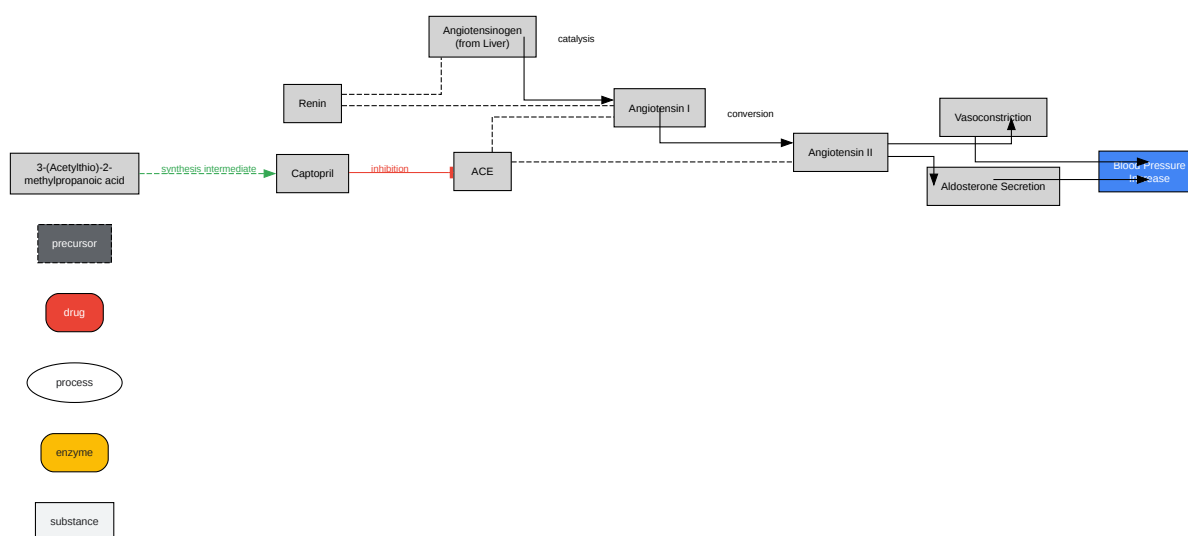 Angiotensinogen
(from Liver)
catalysis
Renin
Angiotensin I
conversion
Vasoconstriction
Angiotensin II
Blood Pressure
Increase
3-(Acetylthio)-2-
methylpropanoic acid
synthesis intermediate
Captopril
inhibition
ACE
Aldosterone Secretion
precursor
drug
process
enzyme
substance